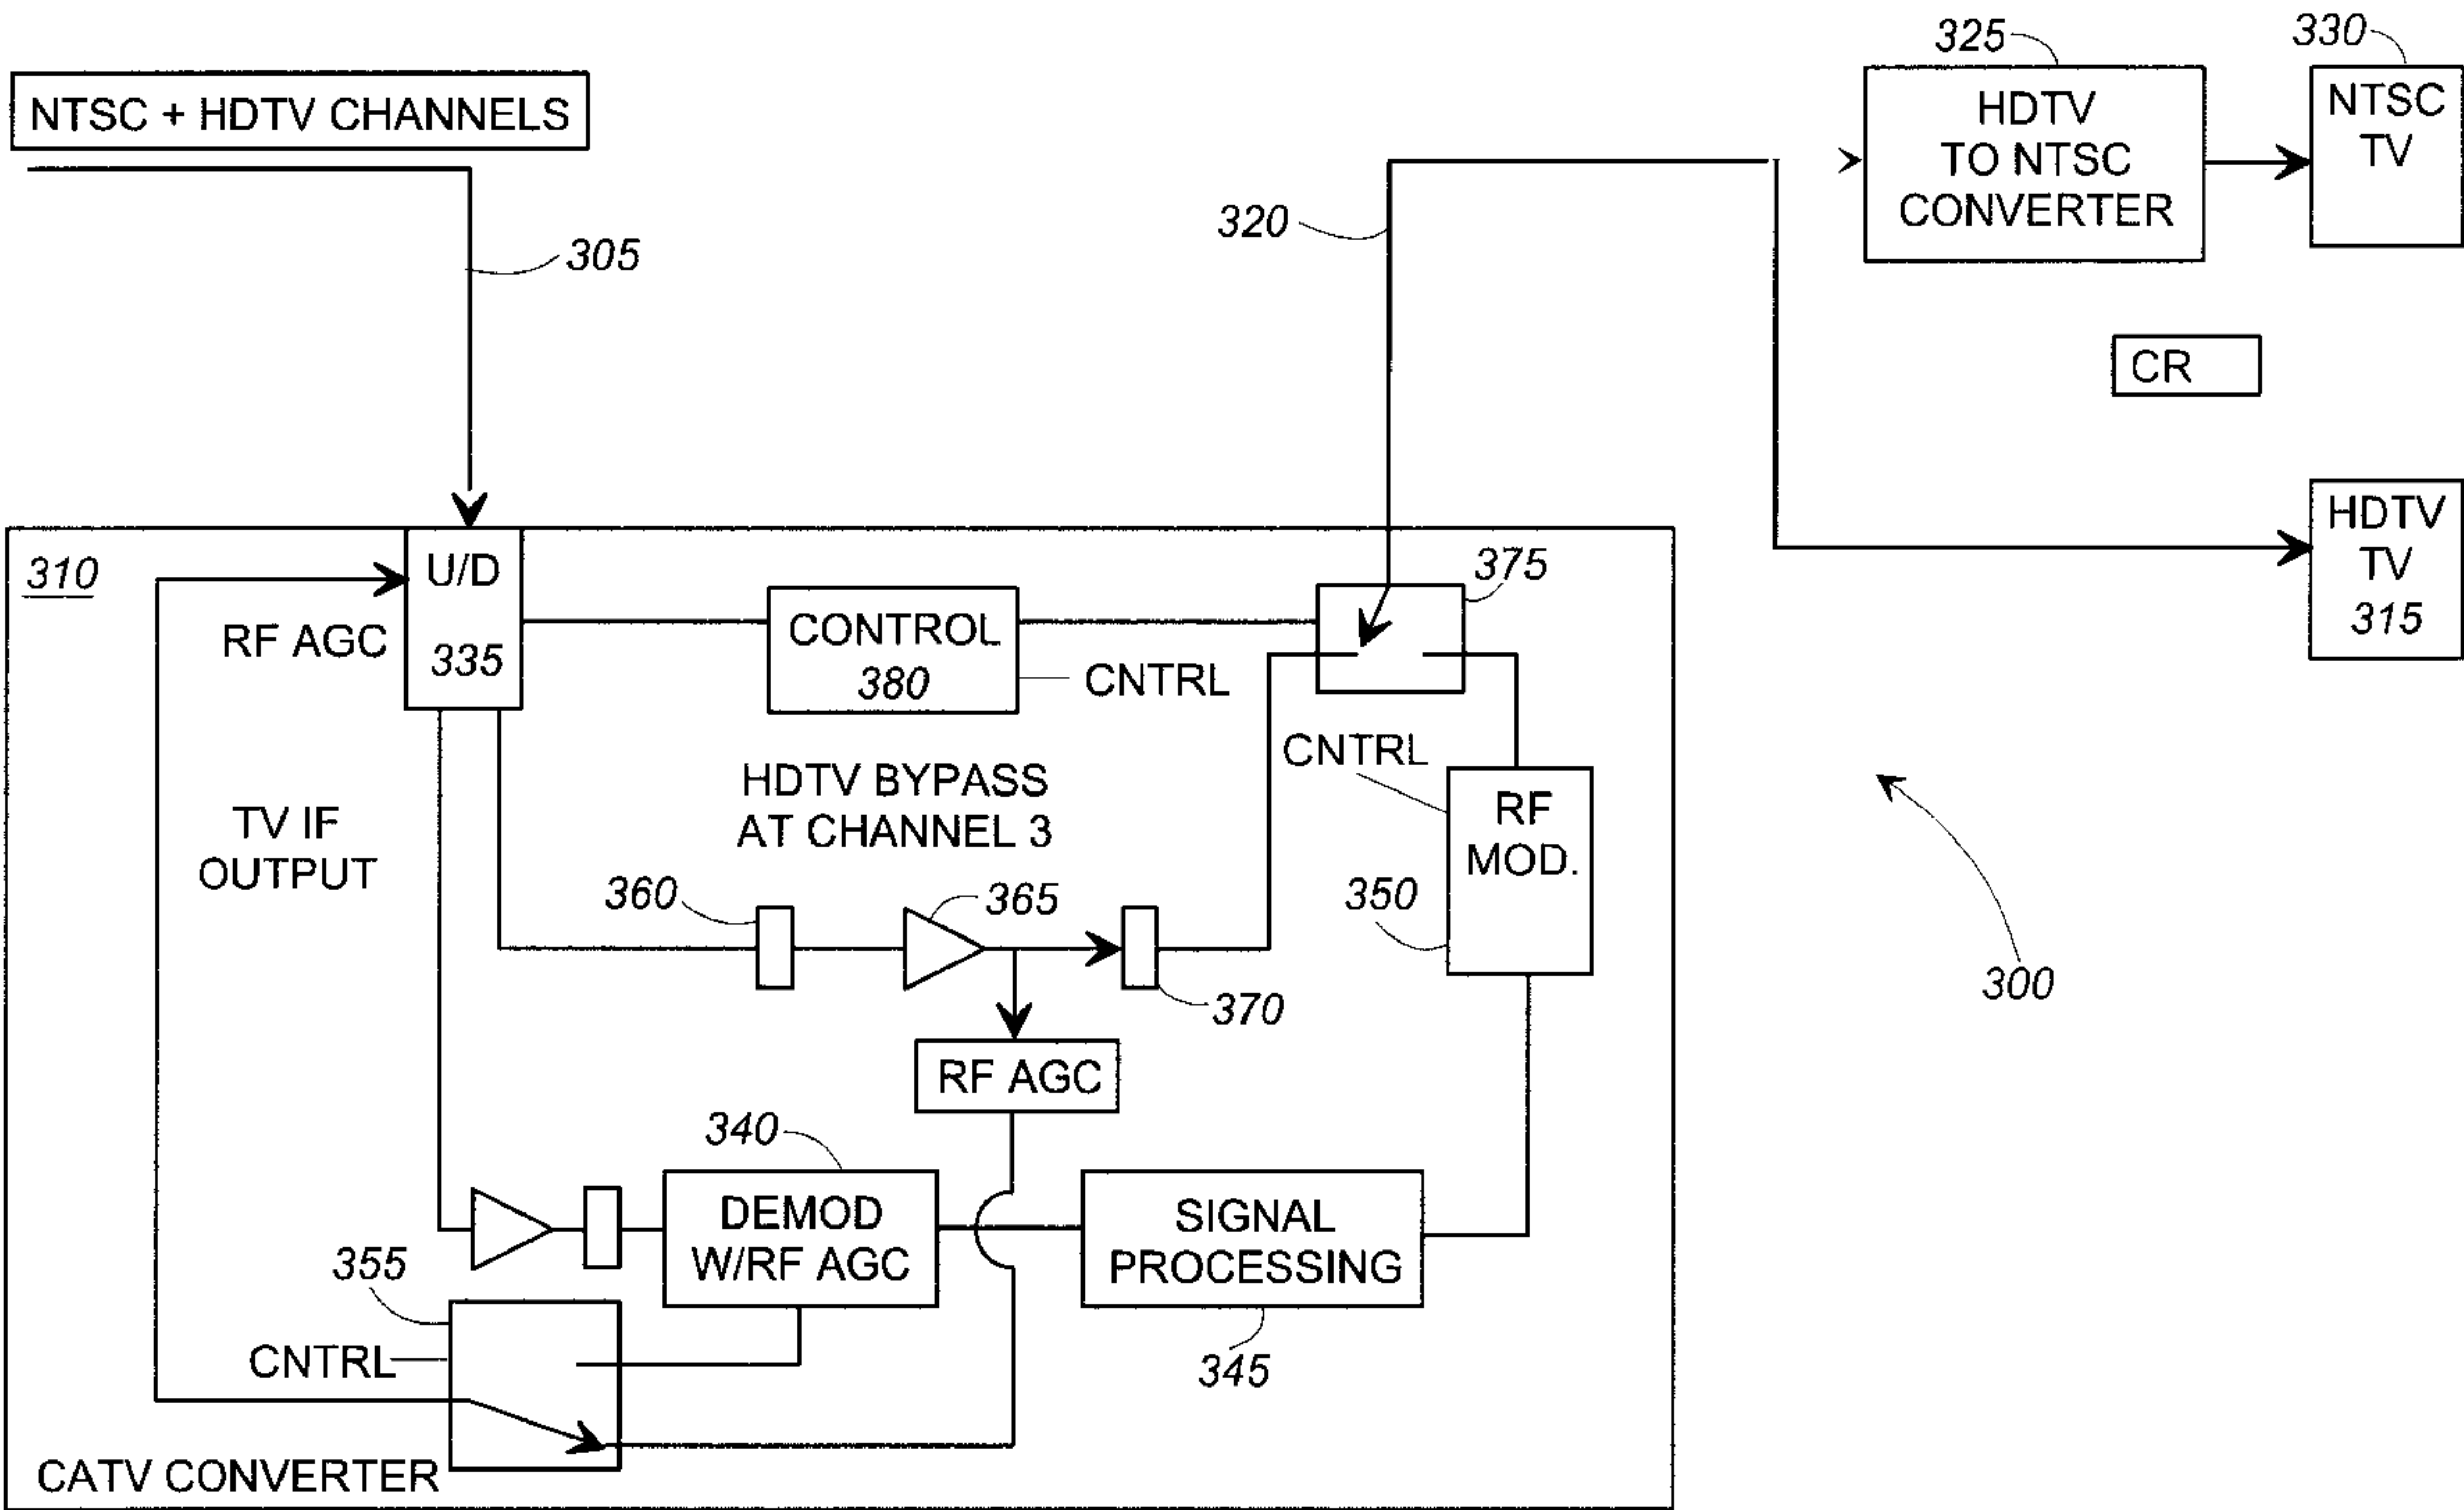 325
330
NTSC + HDTV CHANNELS
HDTV
TO NTSC
CONVERTER
NTSC
TV
305
320
CR
310
U/D
335
RF AGC
CONTROL
380
CNTRL
375
HDTV
TV
315
CNTRL
TV IF
OUTPUT
HDTV BYPASS
AT CHANNEL 3
RF
MOD.
360
365
350
370
300
RF AGC
340
DEMOD
W/RF AGC
SIGNAL
PROCESSING
355
CNTRL
345
CATV CONVERTER